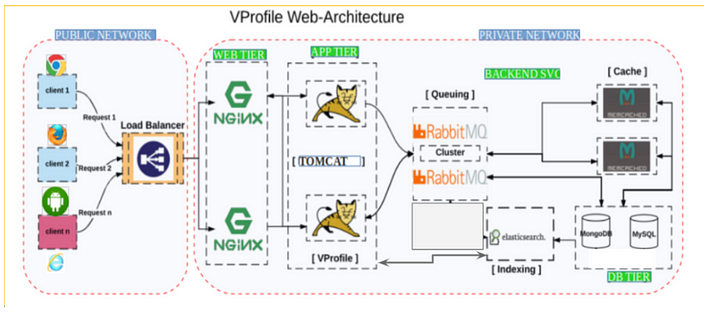 VProfile Web-Architecture
PUBLIC NETWORK
PRIVATE NETWORK
WEB TIER
APP TIER
BACKEND SVC
[ Cache ]
client 1
Request 1
Load Balancer
NGINX
[ Queuing ]
RabbitMQ
Cluster
RabbitMQ
MEMCACHED
MEMCACHED
client 2
Request 2
[ TOMCAT ]
client n
Request n
NGINX
[ VProfile ]
elasticsearch.
[ Indexing ]
MongoDB
MySQL
DB TIER